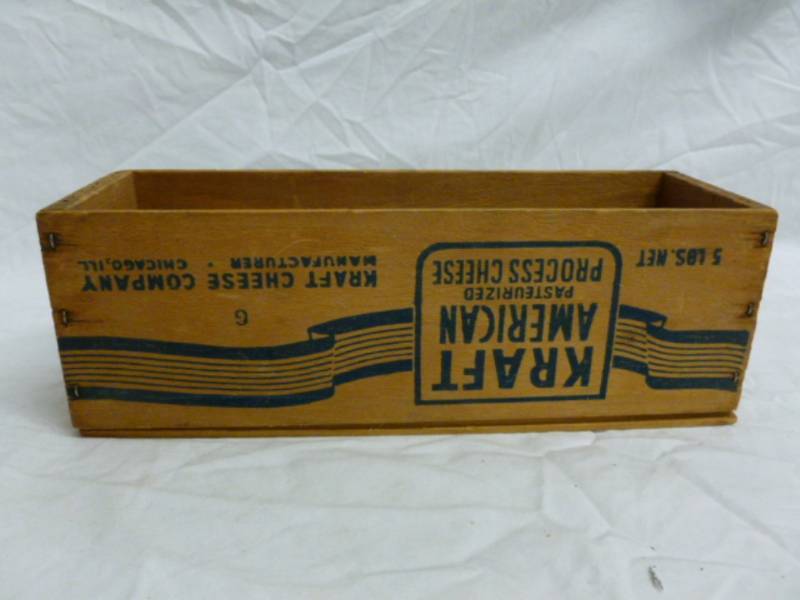 KRAFT
AMERICAN
PASTEURIZED
PROCESS CHEESE
5 LBS. NET
G
KRAFT CHEESE COMPANY
MANUFACTURER • CHICAGO, ILL.